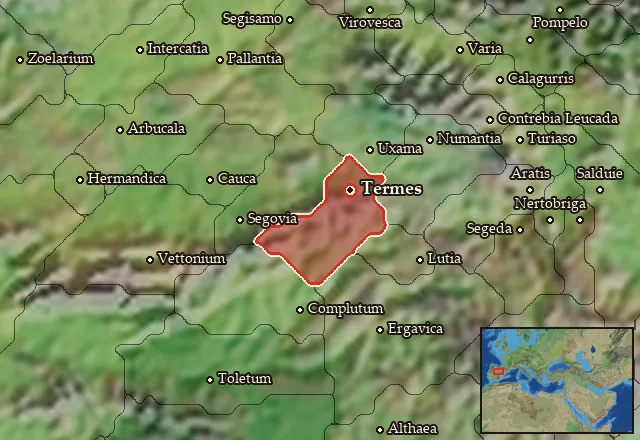 Segisamo
Virovesca
Pompelo
Intercatia
Varia
Zoelarium
Pallantia
Calagurris
Contrebia Leucada
Arbucala
Uxama
Numantia
Turiaso
Hermandica
Cauca
Termes
Aratis
Salduie
Nertobriga
Segovia
Segeda
Vettonium
Lutia
Complutum
Ergavica
Toletum
Althaea